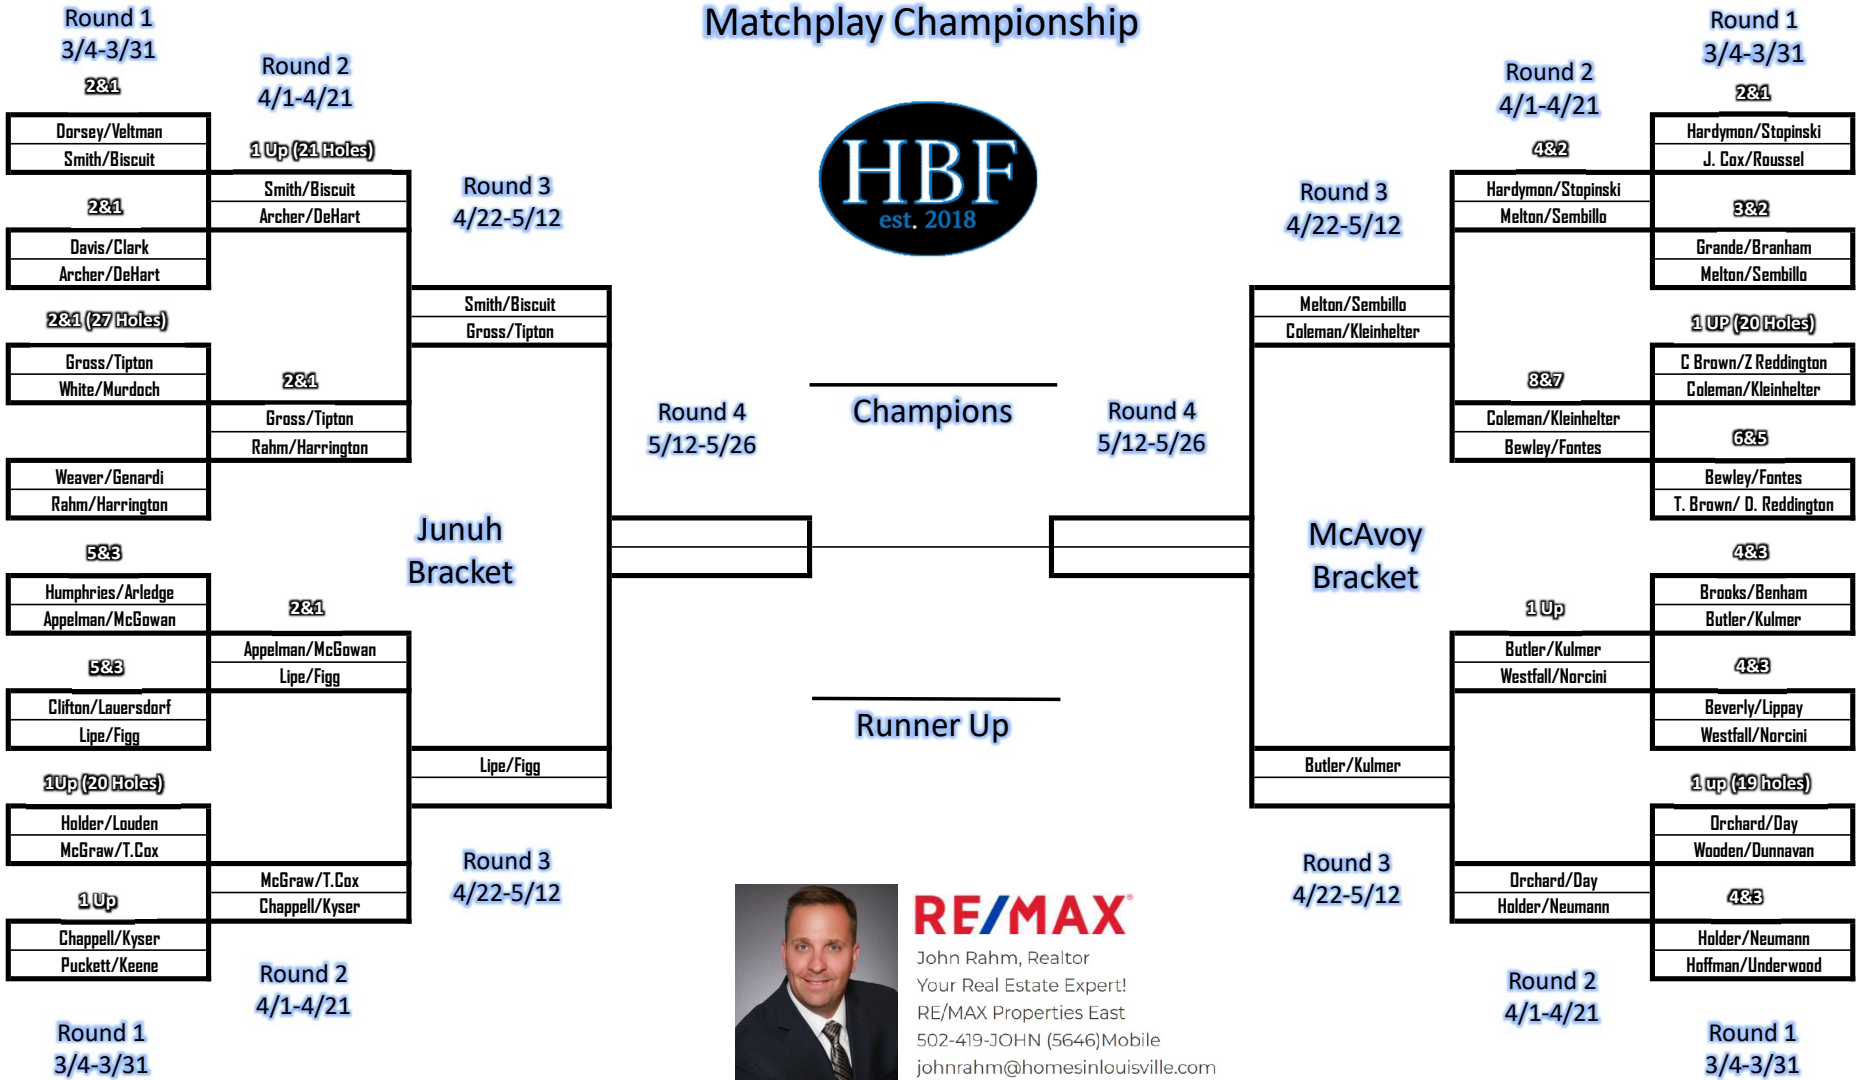 Matchplay Championship
Round 1
3/4-3/31
2&1
Dorsey/Veltman
Smith/Biscuit
2&1
Davis/Clark
Archer/DeHart
2&1 (27 Holes)
Gross/Tipton
White/Murdoch
Weaver/Genardi
Rahm/Harrington
5&3
Humphries/Arledge
Appelman/McGowan
5&3
Clifton/Lauersdorf
Lipe/Figg
1Up (20 Holes)
Holder/Louden
McGraw/T.Cox
1 Up
Chappell/Kyser
Puckett/Keene
Round 1
3/4-3/31
Round 2
4/1-4/21
1 Up (21 Holes)
Smith/Biscuit
Archer/DeHart
2&1
Gross/Tipton
Rahm/Harrington
2&1
Appelman/McGowan
Lipe/Figg
McGraw/T.Cox
Chappell/Kyser
Round 2
4/1-4/21
Round 3
4/22-5/12
Smith/Biscuit
Gross/Tipton
Junuh
Bracket
Lipe/Figg
Round 3
4/22-5/12
Round 4
5/12-5/26
HBF
est. 2018
Champions
Runner Up
RE/MAX®
John Rahm, Realtor
Your Real Estate Expert!
RE/MAX Properties East
502-419-JOHN (5646)Mobile
johnrahm@homesinlouisville.com
Round 4
5/12-5/26
Round 3
4/22-5/12
Melton/Sembillo
Coleman/Kleinhelter
McAvoy
Bracket
Butler/Kulmer
Round 3
4/22-5/12
Round 2
4/1-4/21
4&2
Hardymon/Stopinski
Melton/Sembillo
8&7
Coleman/Kleinhelter
Bewley/Fontes
1 Up
Butler/Kulmer
Westfall/Norcini
Orchard/Day
Holder/Neumann
Round 2
4/1-4/21
Round 1
3/4-3/31
2&1
Hardymon/Stopinski
J. Cox/Roussel
3&2
Grande/Branham
Melton/Sembillo
1 UP (20 Holes)
C Brown/Z Reddington
Coleman/Kleinhelter
6&5
Bewley/Fontes
T. Brown/ D. Reddington
4&3
Brooks/Benham
Butler/Kulmer
4&3
Beverly/Lippay
Westfall/Norcini
1 up (19 holes)
Orchard/Day
Wooden/Dunnavan
4&3
Holder/Neumann
Hoffman/Underwood
Round 1
3/4-3/31